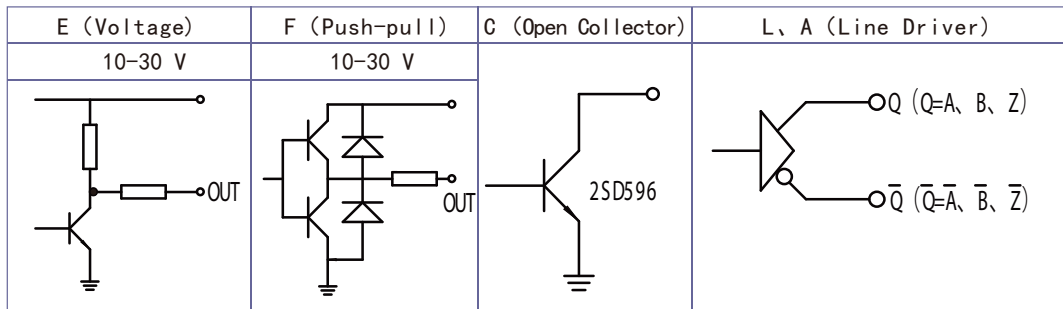 E (Voltage)
F (Push-pull)
C (Open Collector)
L、A (Line Driver)
10-30 V
10-30 V
OUT
OUT
2SD596
Q (Q=A、B、Z)
Q̅ (Q̅=A̅、B̅、Z̅)